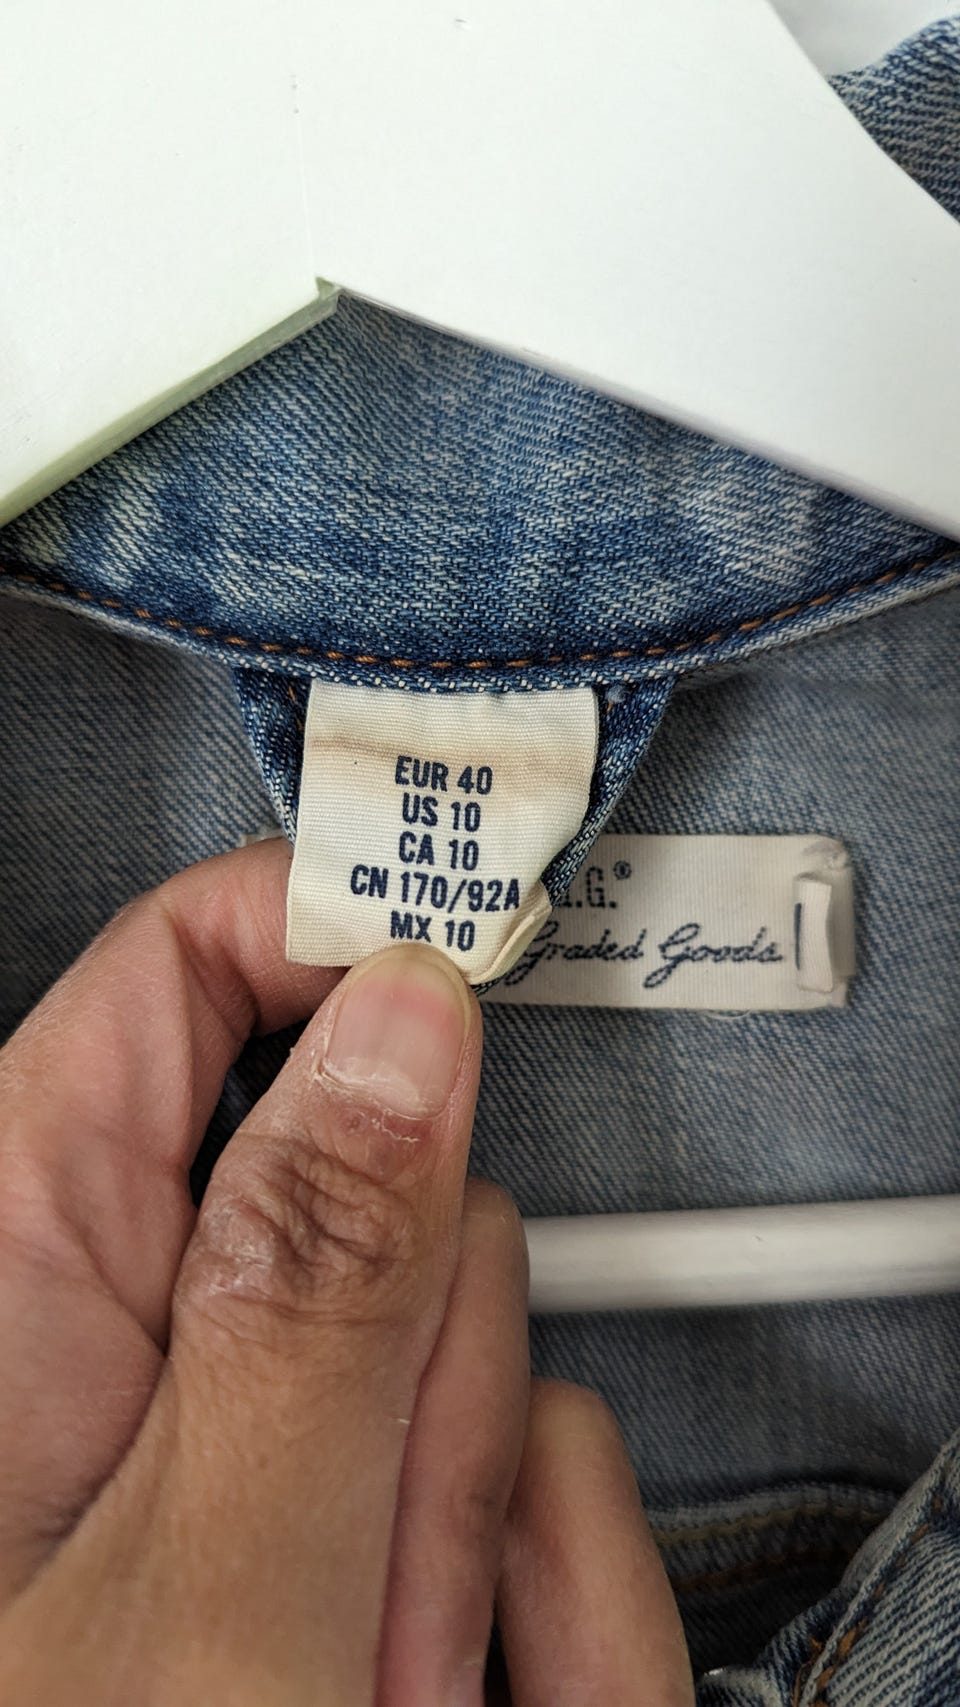 EUR 40
US 10
CA 10
CN 170/92A
MX 10
.G.®
Graded Goods